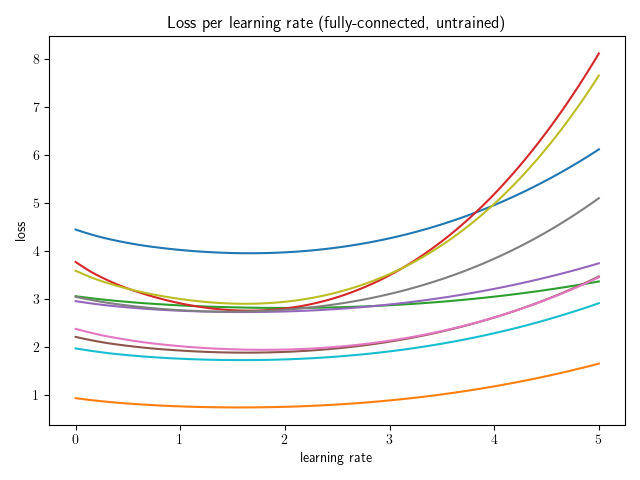 Loss per learning rate (fully-connected, untrained)
8
7
6
5
4
3
2
1
loss
0 1 2 3 4 5
learning rate